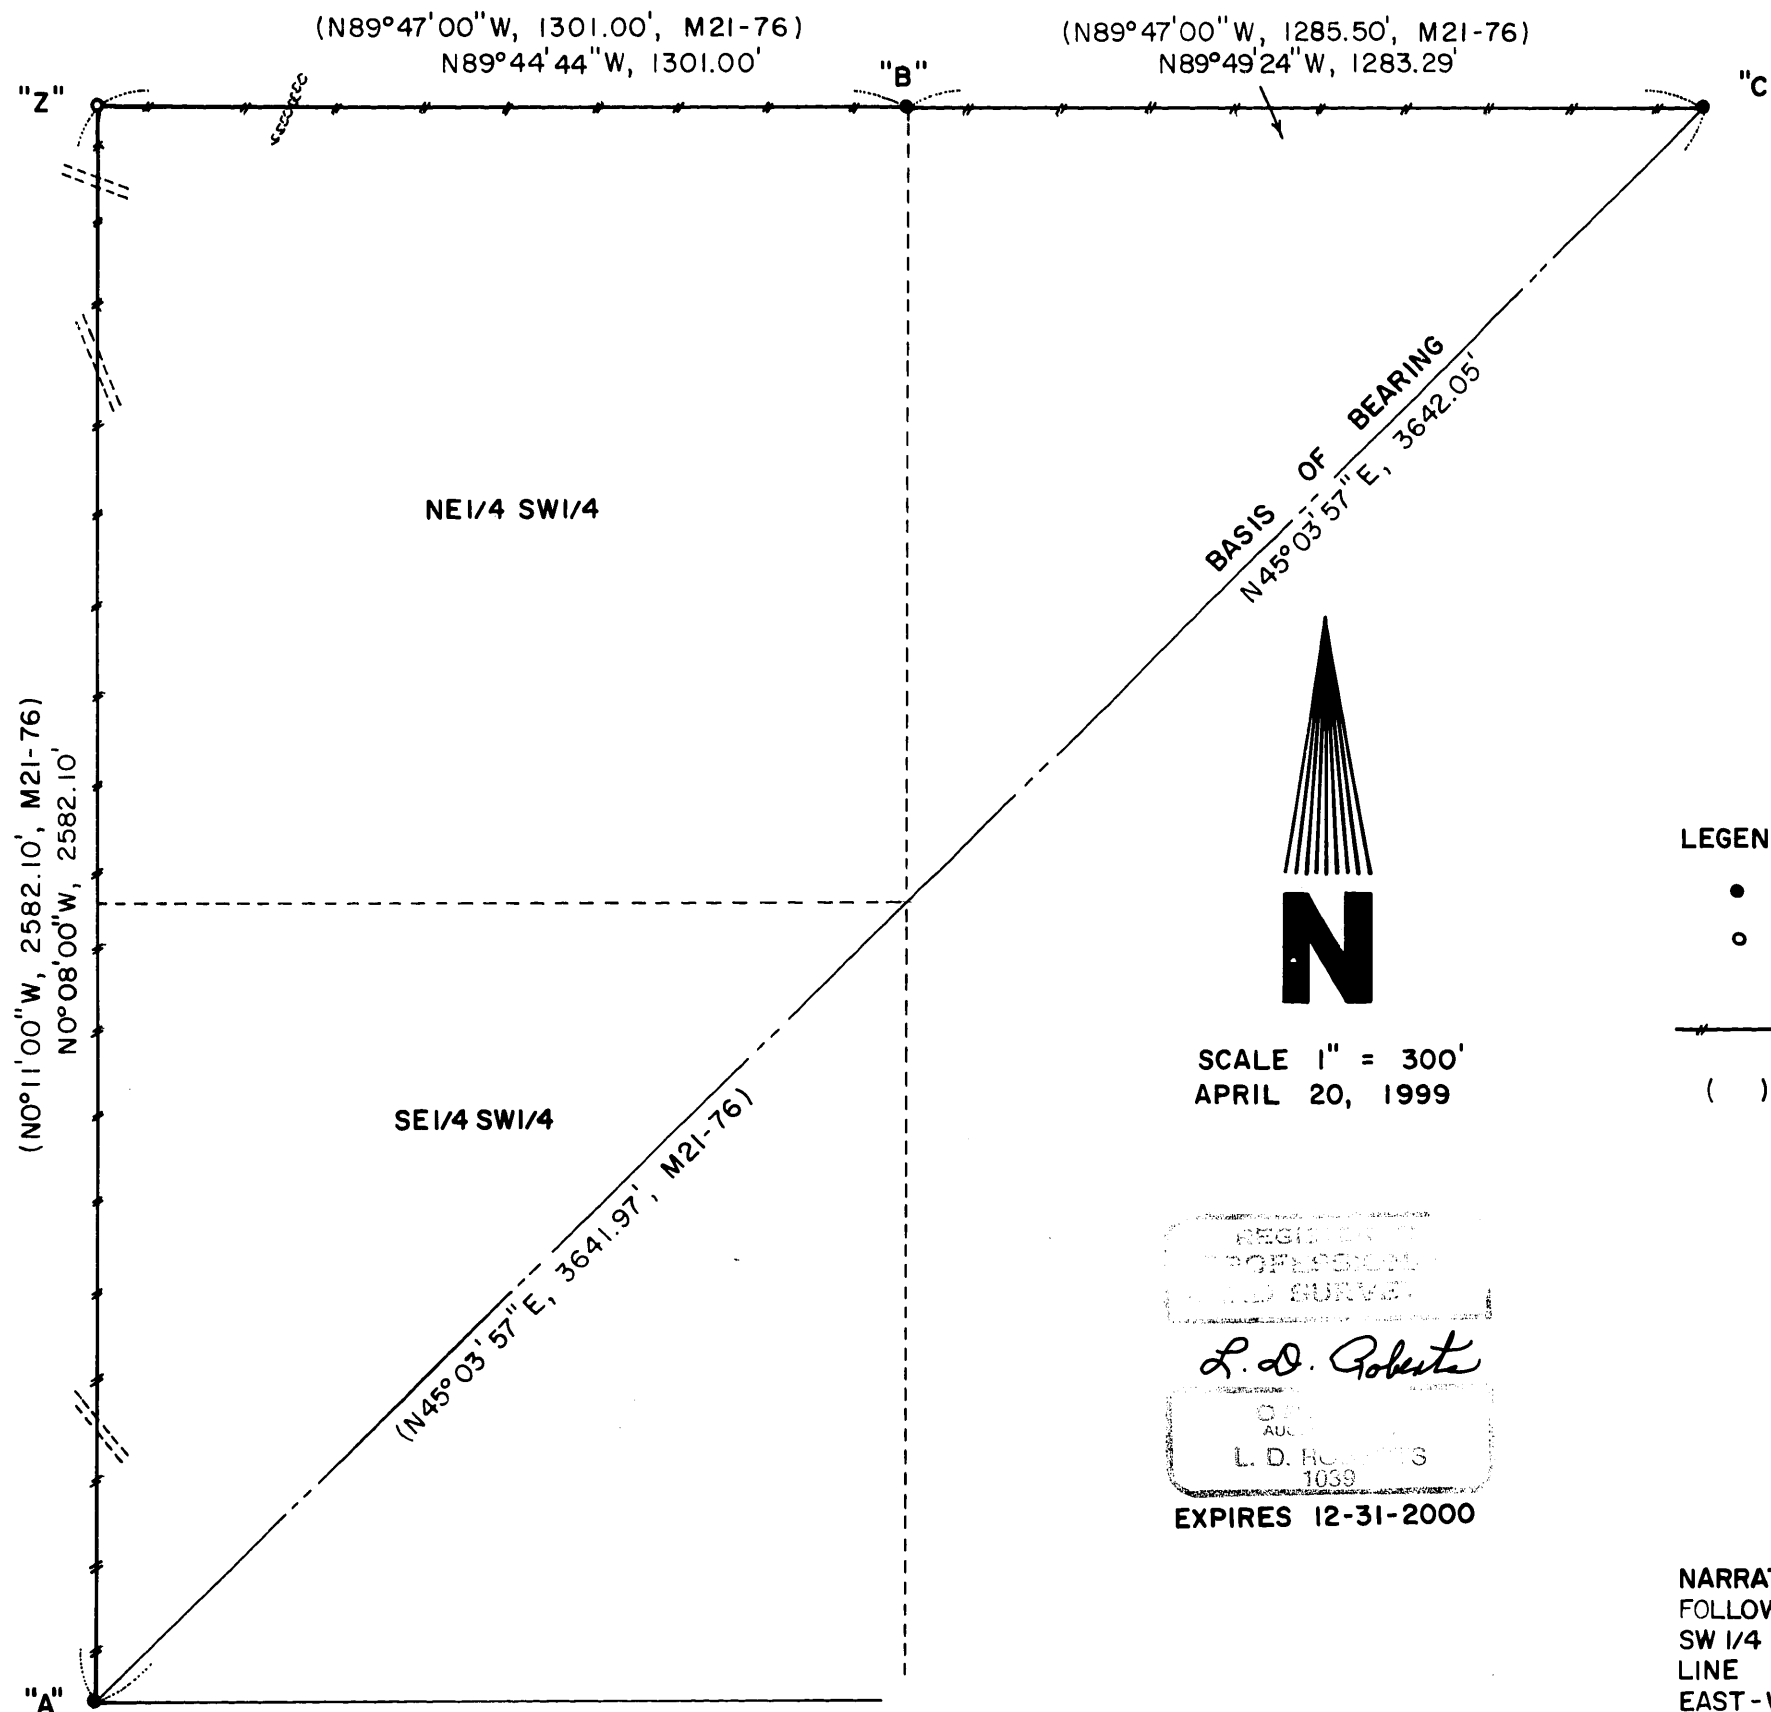 (N89°47'00"W, 1301.00', M21-76)
N89°44'44"W, 1301.00'
(N89°47'00"W, 1285.50', M21-76)
N89°49'24"W, 1283.29'
"Z"
"B"
"C
BASIS OF BEARING
N45°03'57"E, 3642.05'
NE1/4 SW1/4
(N0°11'00"W, 2582.10', M21-76)
N0°08'00"W, 2582.10'
N
SCALE 1" = 300'
APRIL 20, 1999
LEGEN
( )
SE1/4 SW1/4
(N45°03'57"E, 3641.97', M21-76)
L. D. Roberts
L. D.
1039
EXPIRES 12-31-2000
NARRAT
FOLLOW
SW 1/4
LINE
EAST-W
"A"